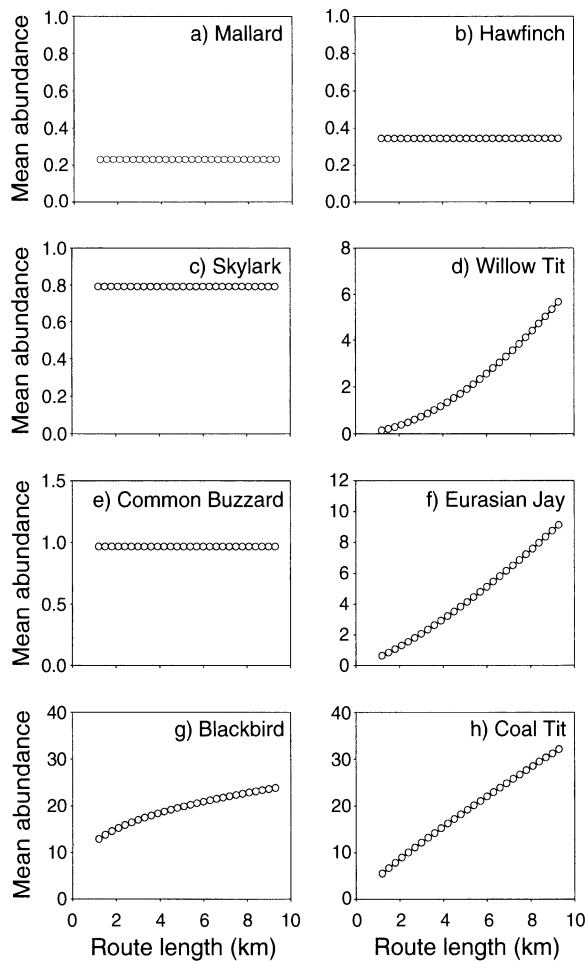 a) Mallard
b) Hawfinch
Mean abundance
1.0
0.8
0.6
0.4
0.2
0.0
1.0
0.8
0.6
0.4
0.2
0.0
c) Skylark
d) Willow Tit
Mean abundance
1.0
0.8
0.6
0.4
0.2
0.0
8
6
4
2
0
e) Common Buzzard
f) Eurasian Jay
Mean abundance
1.5
1.0
0.5
0.0
12
10
8
6
4
2
0
g) Blackbird
h) Coal Tit
Mean abundance
40
30
20
10
0
40
30
20
10
0
0 2 4 6 8 10
0 2 4 6 8 10
Route length (km)
Route length (km)